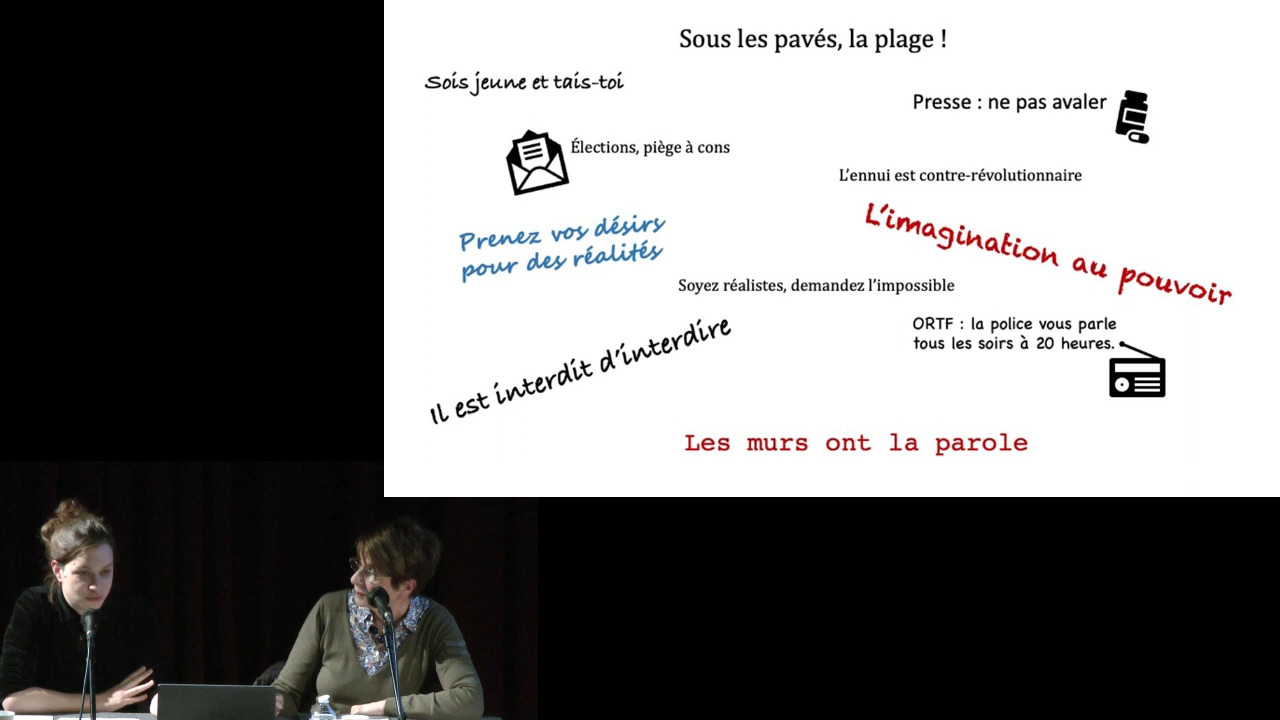 Sous les pavés, la plage !
Sois jeune et tais-toi
Presse : ne pas avaler
Élections, piège à cons
L'ennui est contre-révolutionnaire
Prenez vos désirs
pour des réalités
L'imagination au pouvoir
Soyez réalistes, demandez l'impossible
ORTF : la police vous parle
tous les soirs à 20 heures.
Il est interdit d'interdire
Les murs ont la parole